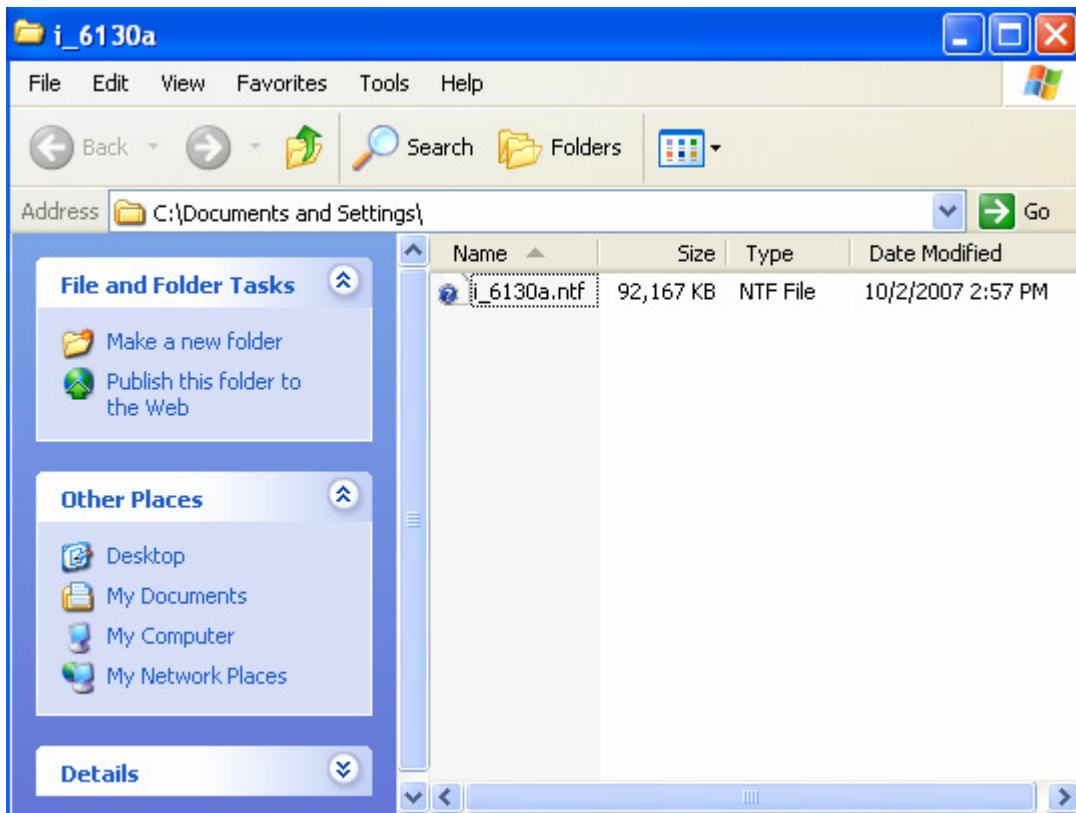 i_6130a
File Edit View Favorites Tools Help
Back Search Folders
Address C:\Documents and Settings\ Go
Name Size Type Date Modified
i_6130a.ntf 92,167 KB NTF File 10/2/2007 2:57 PM
File and Folder Tasks
Make a new folder
Publish this folder to
the Web
Other Places
Desktop
My Documents
My Computer
My Network Places
Details